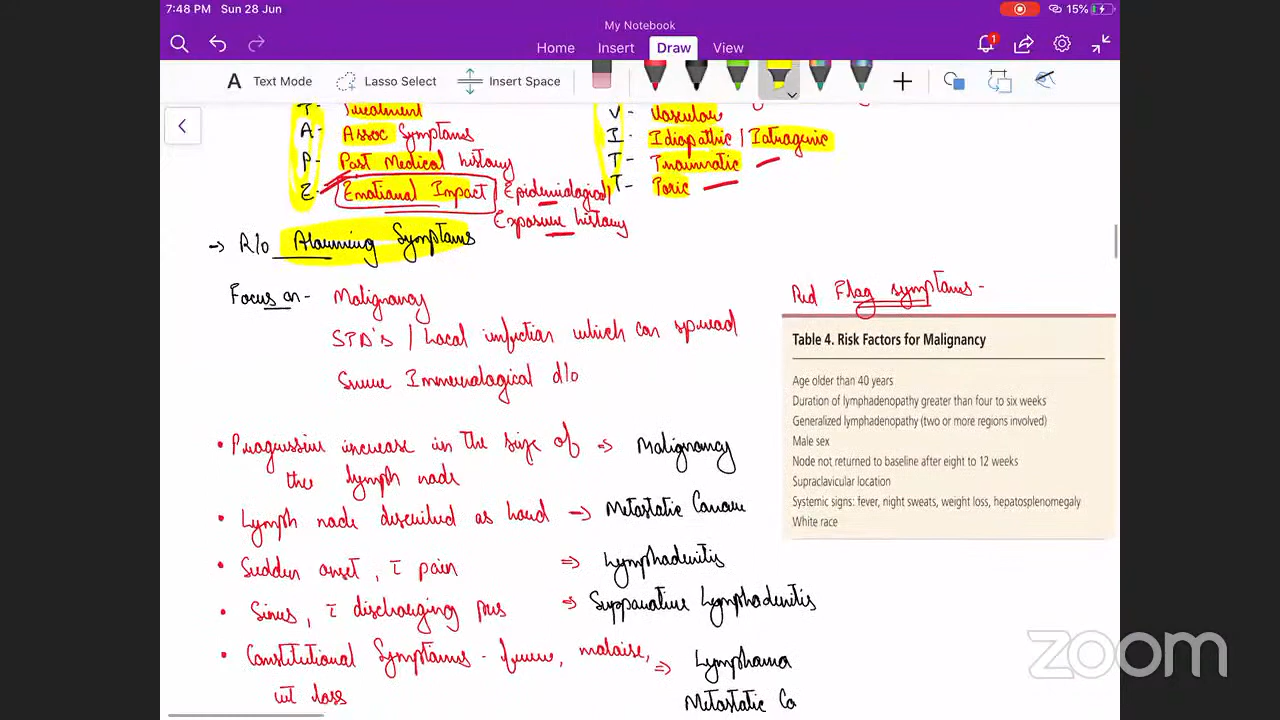 7:48 PM Sun 28 Jun
15%
My Notebook
Home Insert Draw View
1
Text Mode Lasso Select Insert Space
T- Treatment
A- Assoc Symptoms
P- Past Medical history
E- Emotional Impact / Epidemiological /
Exposure history
V- Vascular
I- Idiopathic / Iatrogenic
T- Traumatic
T- Toxic
→ R/o Alarming Symptoms
Focus on- Malignancy
STD's / Local infection which can spread
Severe Immunological d/o
• Progressive increase in the size of the lymph node ⇒ Malignancy
• Lymph node described as hard → Metastatic Cancer
• Sudden onset, c̄ pain ⇒ Lymphadenitis
• Sinus, c̄ discharging pus ⇒ Suppurative Lymphadenitis
• Constitutional Symptoms - fever, malaise, wt loss ⇒ Lymphoma
Metastatic Ca
Red Flag symptoms-
Table 4. Risk Factors for Malignancy
Age older than 40 years
Duration of lymphadenopathy greater than four to six weeks
Generalized lymphadenopathy (two or more regions involved)
Male sex
Node not returned to baseline after eight to 12 weeks
Supraclavicular location
Systemic signs: fever, night sweats, weight loss, hepatosplenomegaly
White race
zoom